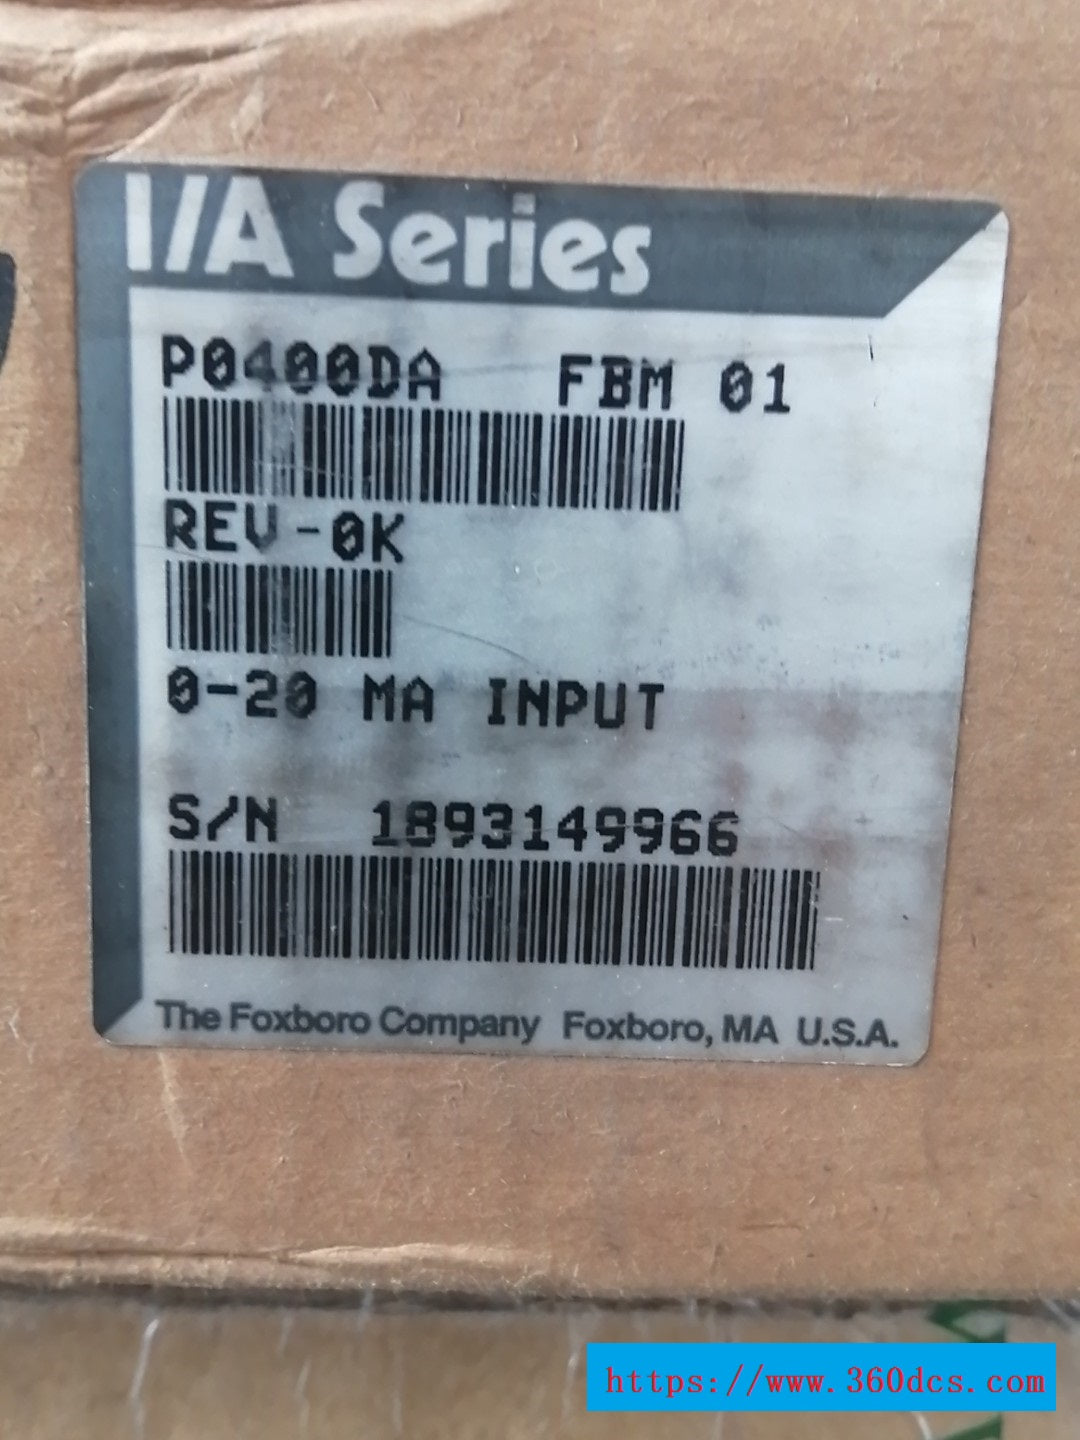 I/A Series
P0400DA FBM 01
REV-0K
0-20 MA INPUT
S/N 1893149966
The Foxboro Company Foxboro, MA U.S.A.
https://www.360dcs.com